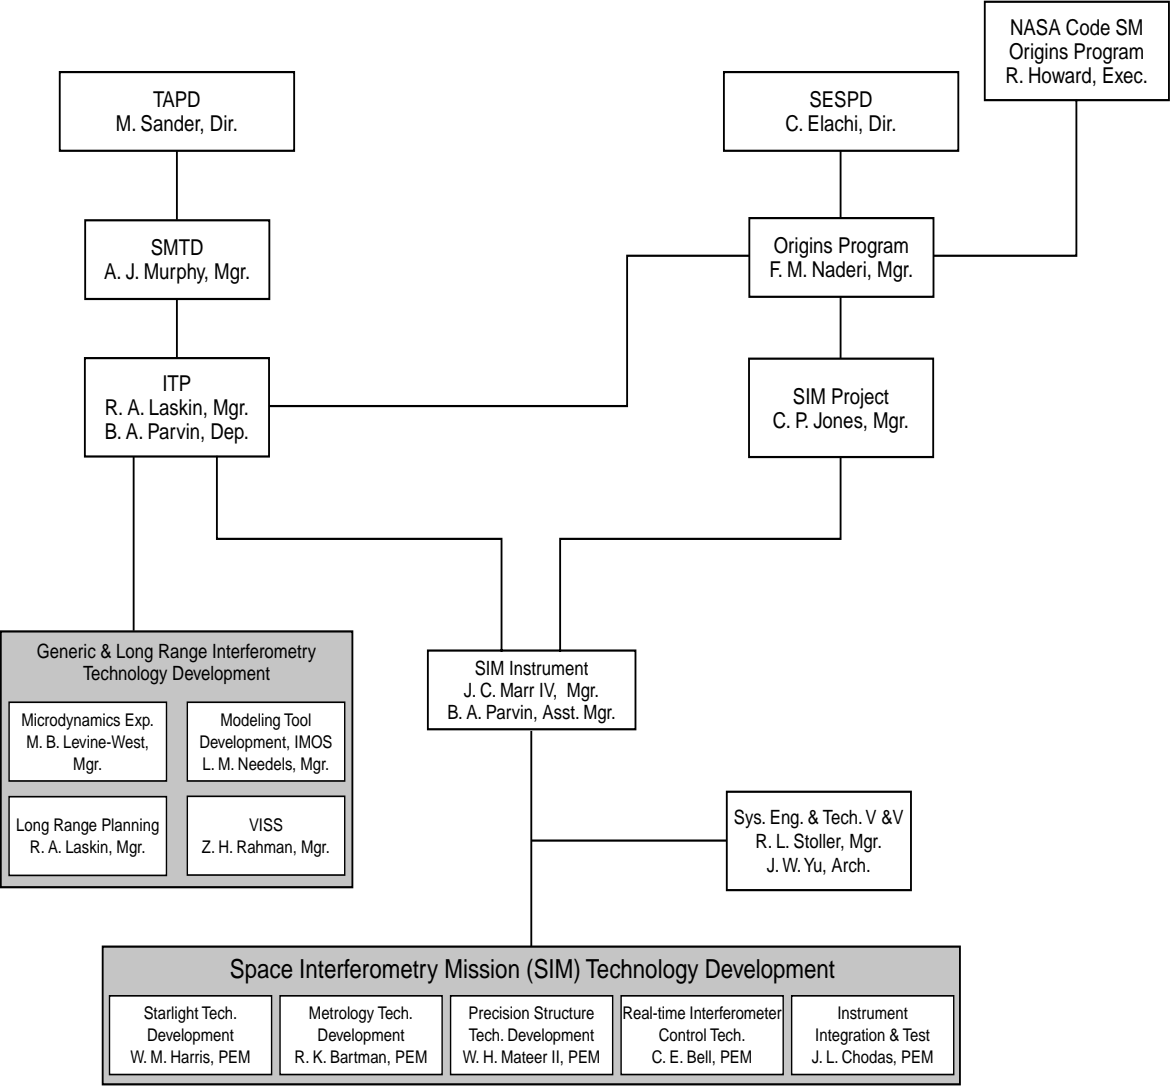 NASA Code SM
Origins Program
R. Howard, Exec.
TAPD
M. Sander, Dir.
SESPD
C. Elachi, Dir.
SMTD
A. J. Murphy, Mgr.
Origins Program
F. M. Naderi, Mgr.
ITP
R. A. Laskin, Mgr.
B. A. Parvin, Dep.
SIM Project
C. P. Jones, Mgr.
Generic & Long Range Interferometry
Technology Development
Microdynamics Exp.
M. B. Levine-West,
Mgr.
Modeling Tool
Development, IMOS
L. M. Needels, Mgr.
Long Range Planning
R. A. Laskin, Mgr.
VISS
Z. H. Rahman, Mgr.
SIM Instrument
J. C. Marr IV, Mgr.
B. A. Parvin, Asst. Mgr.
Sys. Eng. & Tech. V &V
R. L. Stoller, Mgr.
J. W. Yu, Arch.
Space Interferometry Mission (SIM) Technology Development
Starlight Tech.
Development
W. M. Harris, PEM
Metrology Tech.
Development
R. K. Bartman, PEM
Precision Structure
Tech. Development
W. H. Mateer II, PEM
Real-time Interferometer
Control Tech.
C. E. Bell, PEM
Instrument
Integration & Test
J. L. Chodas, PEM